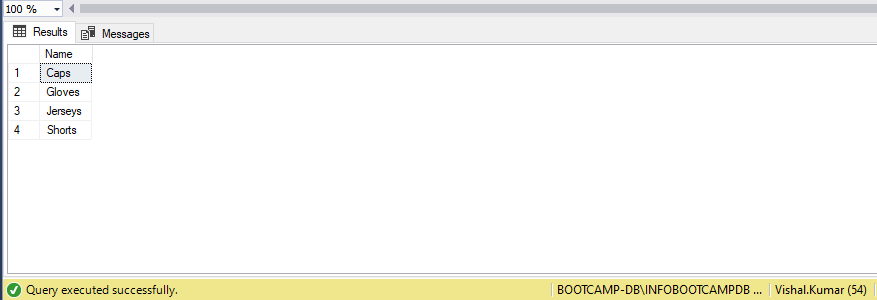 100 %
Results Messages
Name
1 Caps
2 Gloves
3 Jerseys
4 Shorts
Query executed successfully. BOOTCAMP-DB\INFOBOOTCAMPDB ... Vishal.Kumar (54)